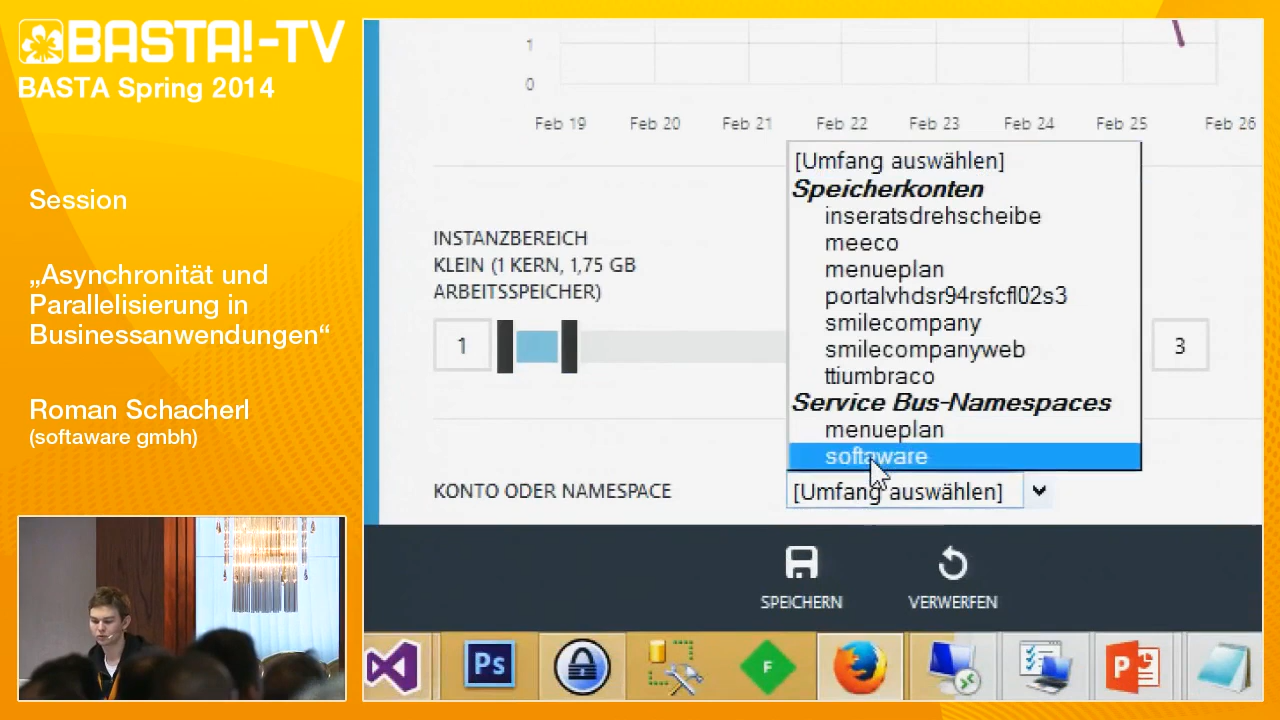 BASTA!-TV
BASTA Spring 2014
Session
„Asynchronität und
Parallelisierung in
Businessanwendungen“
Roman Schacherl
(softaware gmbh)
1
0
Feb 19
Feb 20
Feb 21
Feb 22
Feb 23
Feb 24
Feb 25
Feb 26
[Umfang auswählen]
Speicherkonten
inseratsdrehscheibe
meeco
menueplan
portalvhdsr94rsfcfl02s3
smilecompany
smilecompanyweb
ttiumbraco
Service Bus-Namespaces
menueplan
softaware
INSTANZBEREICH
KLEIN (1 KERN, 1,75 GB
ARBEITSSPEICHER)
1
3
KONTO ODER NAMESPACE
[Umfang auswählen]
SPEICHERN
VERWERFEN
Ps
F
P